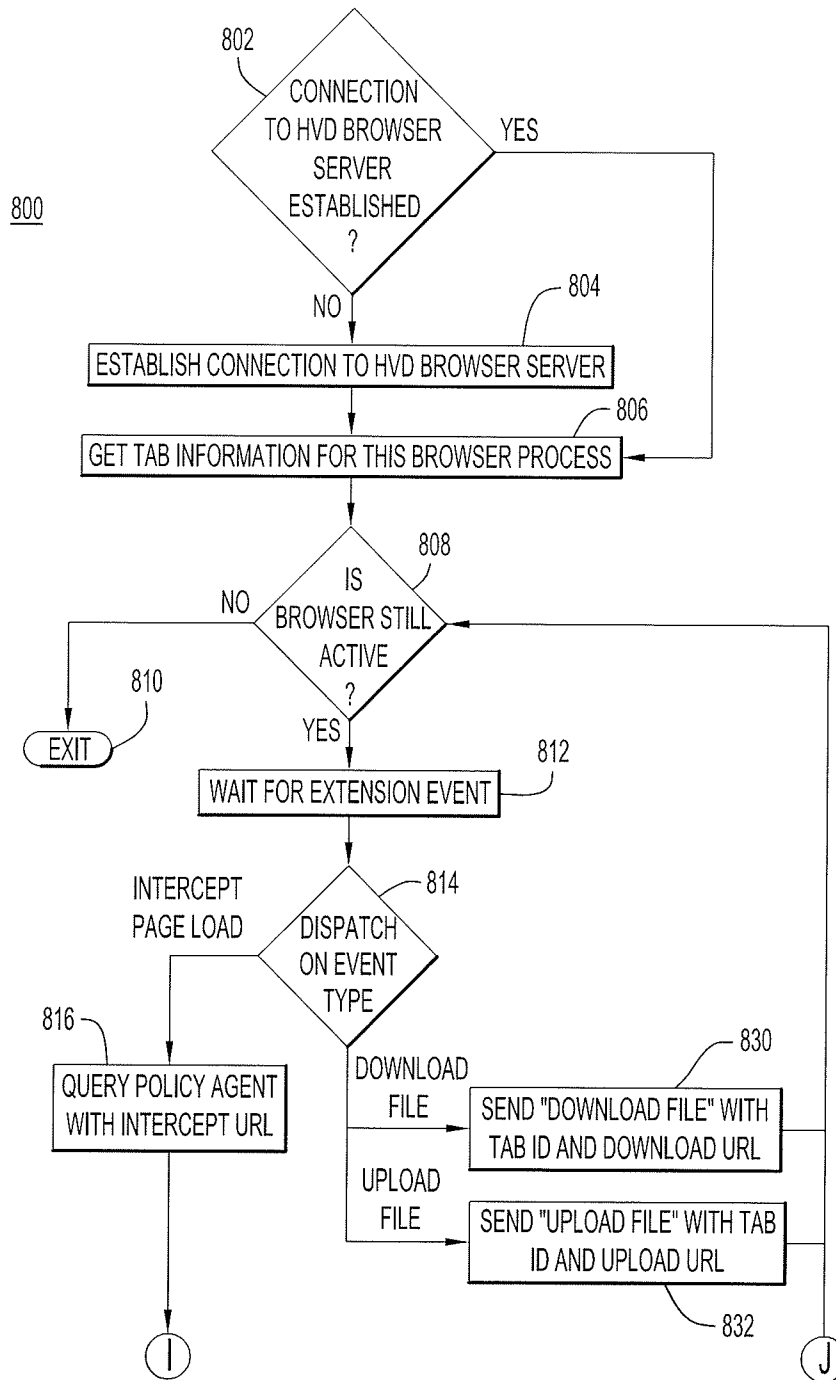 802
CONNECTION
TO HVD BROWSER
SERVER
ESTABLISHED
?
YES
800
NO
804
ESTABLISH CONNECTION TO HVD BROWSER SERVER
806
GET TAB INFORMATION FOR THIS BROWSER PROCESS
808
IS
BROWSER STILL
ACTIVE
?
NO
810
EXIT
YES
812
WAIT FOR EXTENSION EVENT
INTERCEPT
PAGE LOAD
814
DISPATCH
ON EVENT
TYPE
816
QUERY POLICY AGENT
WITH INTERCEPT URL
DOWNLOAD
FILE
830
SEND "DOWNLOAD FILE" WITH
TAB ID AND DOWNLOAD URL
UPLOAD
FILE
SEND "UPLOAD FILE" WITH TAB
ID AND UPLOAD URL
832
I
J